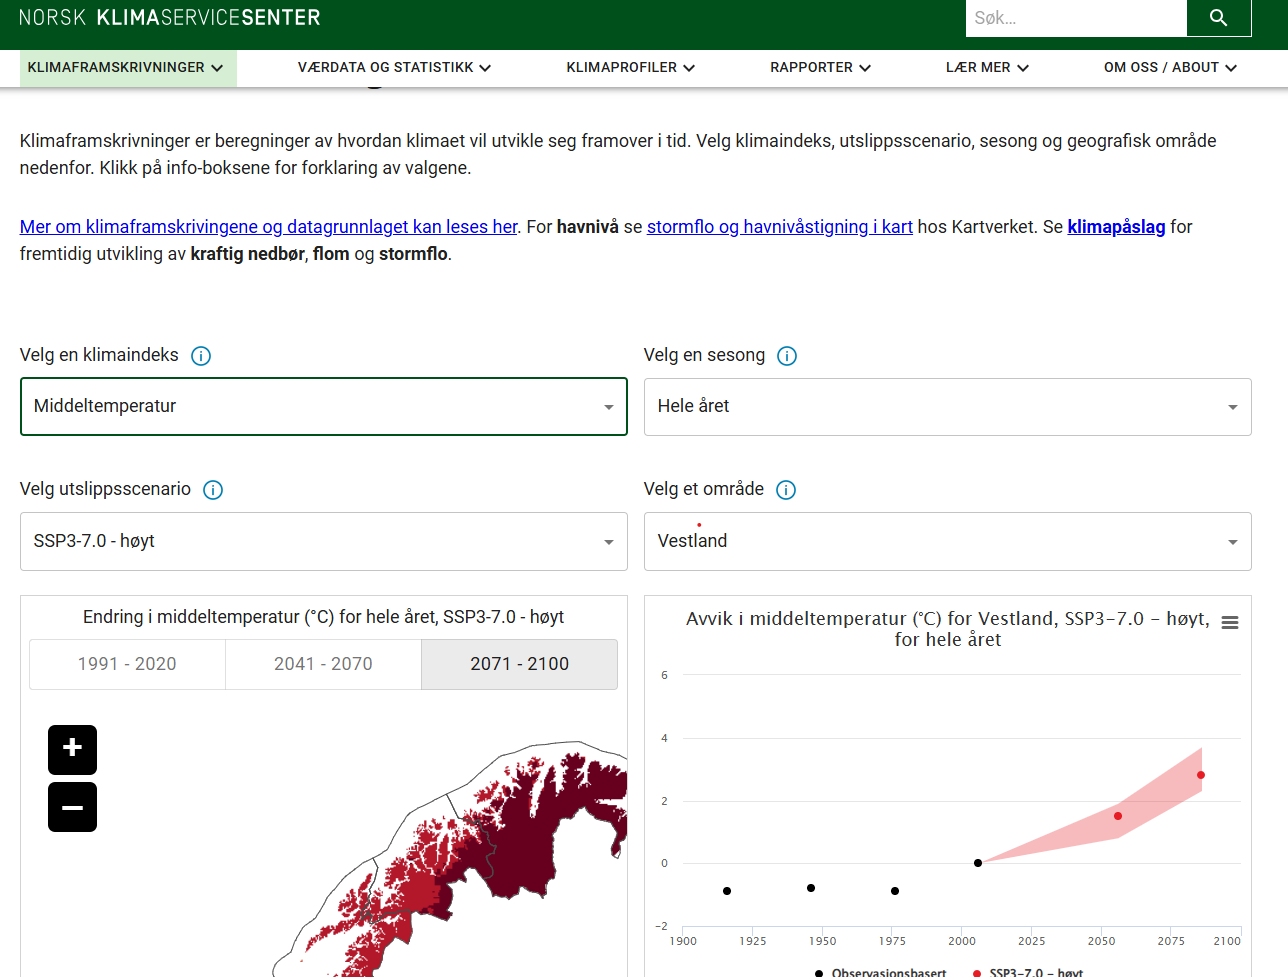 NORSK KLIMASERVICESENTER
Søk...
KLIMAFRAMSKRIVNINGER
VÆRDATA OG STATISTIKK
KLIMAPROFILER
RAPPORTER
LÆR MER
OM OSS / ABOUT
Klimaframskrivninger er beregninger av hvordan klimaet vil utvikle seg framover i tid. Velg klimaindeks, utslippsscenario, sesong og geografisk område
nedenfor. Klikk på info-boksene for forklaring av valgene.
Mer om klimaframskrivingene og datagrunnlaget kan leses her. For havnivå se stormflo og havnivåstigning i kart hos Kartverket. Se klimapåslag for
fremtidig utvikling av kraftig nedbør, flom og stormflo.
Velg en klimaindeks
Middeltemperatur
Velg en sesong
Hele året
Velg utslippsscenario
SSP3-7.0 - høyt
Velg et område
Vestland
Endring i middeltemperatur (°C) for hele året, SSP3-7.0 - høyt
1991 - 2020
2041 - 2070
2071 - 2100
+
−
Avvik i middeltemperatur (°C) for Vestland, SSP3-7.0 - høyt,
for hele året
6
4
2
0
-2
1900 1925 1950 1975 2000 2025 2050 2075 2100
Observasjonsbasert SSP3-7.0 - høyt